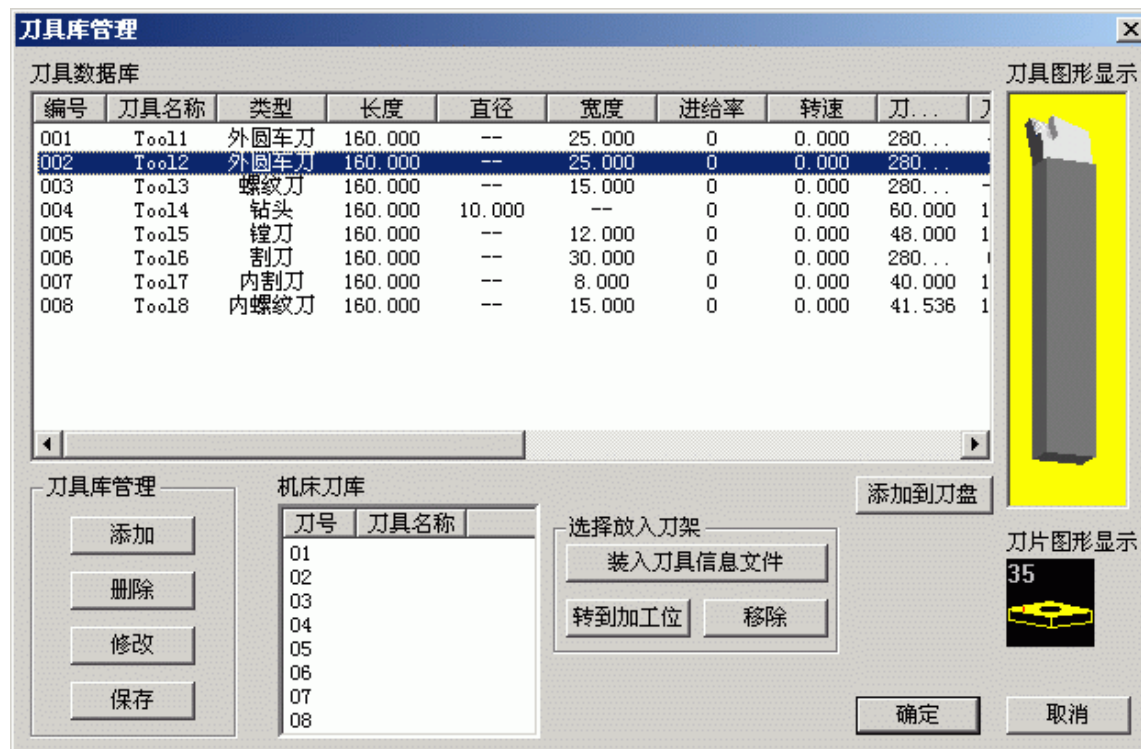 刀具库管理
刀具数据库 刀具图形显示
编号 刀具名称 类型 长度 直径 宽度 进给率 转速 刀...
001 Tool1 外圆车刀 160.000 -- 25.000 0 0.000 280...
002 Tool2 外圆车刀 160.000 -- 25.000 0 0.000 280...
003 Tool3 螺纹刀 160.000 -- 15.000 0 0.000 280...
004 Tool4 钻头 160.000 10.000 -- 0 0.000 60.000 1
005 Tool5 镗刀 160.000 -- 12.000 0 0.000 48.000 1
006 Tool6 割刀 160.000 -- 30.000 0 0.000 280...
007 Tool7 内割刀 160.000 -- 8.000 0 0.000 40.000 1
008 Tool8 内螺纹刀 160.000 -- 15.000 0 0.000 41.536 1
添加到刀盘
刀具库管理
添加
删除
修改
保存
机床刀库
刀号 刀具名称
01
02
03
04
05
06
07
08
选择放入刀架
装入刀具信息文件
转到加工位 移除
刀片图形显示
35
确定 取消